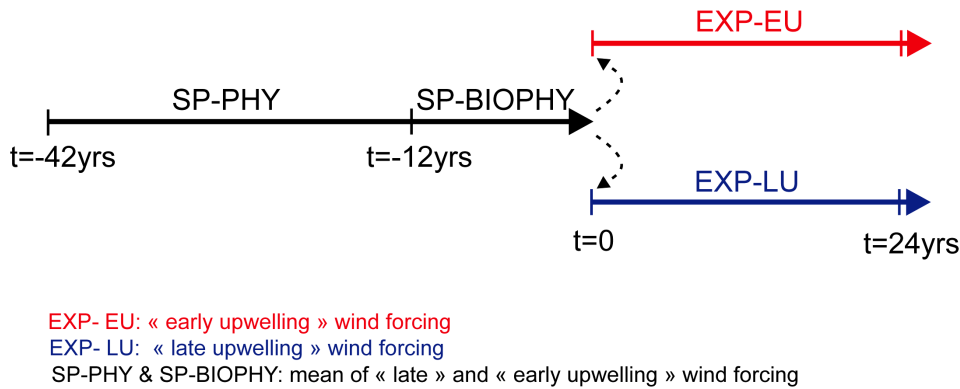 EXP-EU
SP-PHY SP-BIOPHY
t=-42yrs t=-12yrs
EXP-LU
t=0 t=24yrs
EXP- EU: « early upwelling » wind forcing
EXP- LU: « late upwelling » wind forcing
SP-PHY & SP-BIOPHY: mean of « late » and « early upwelling » wind forcing